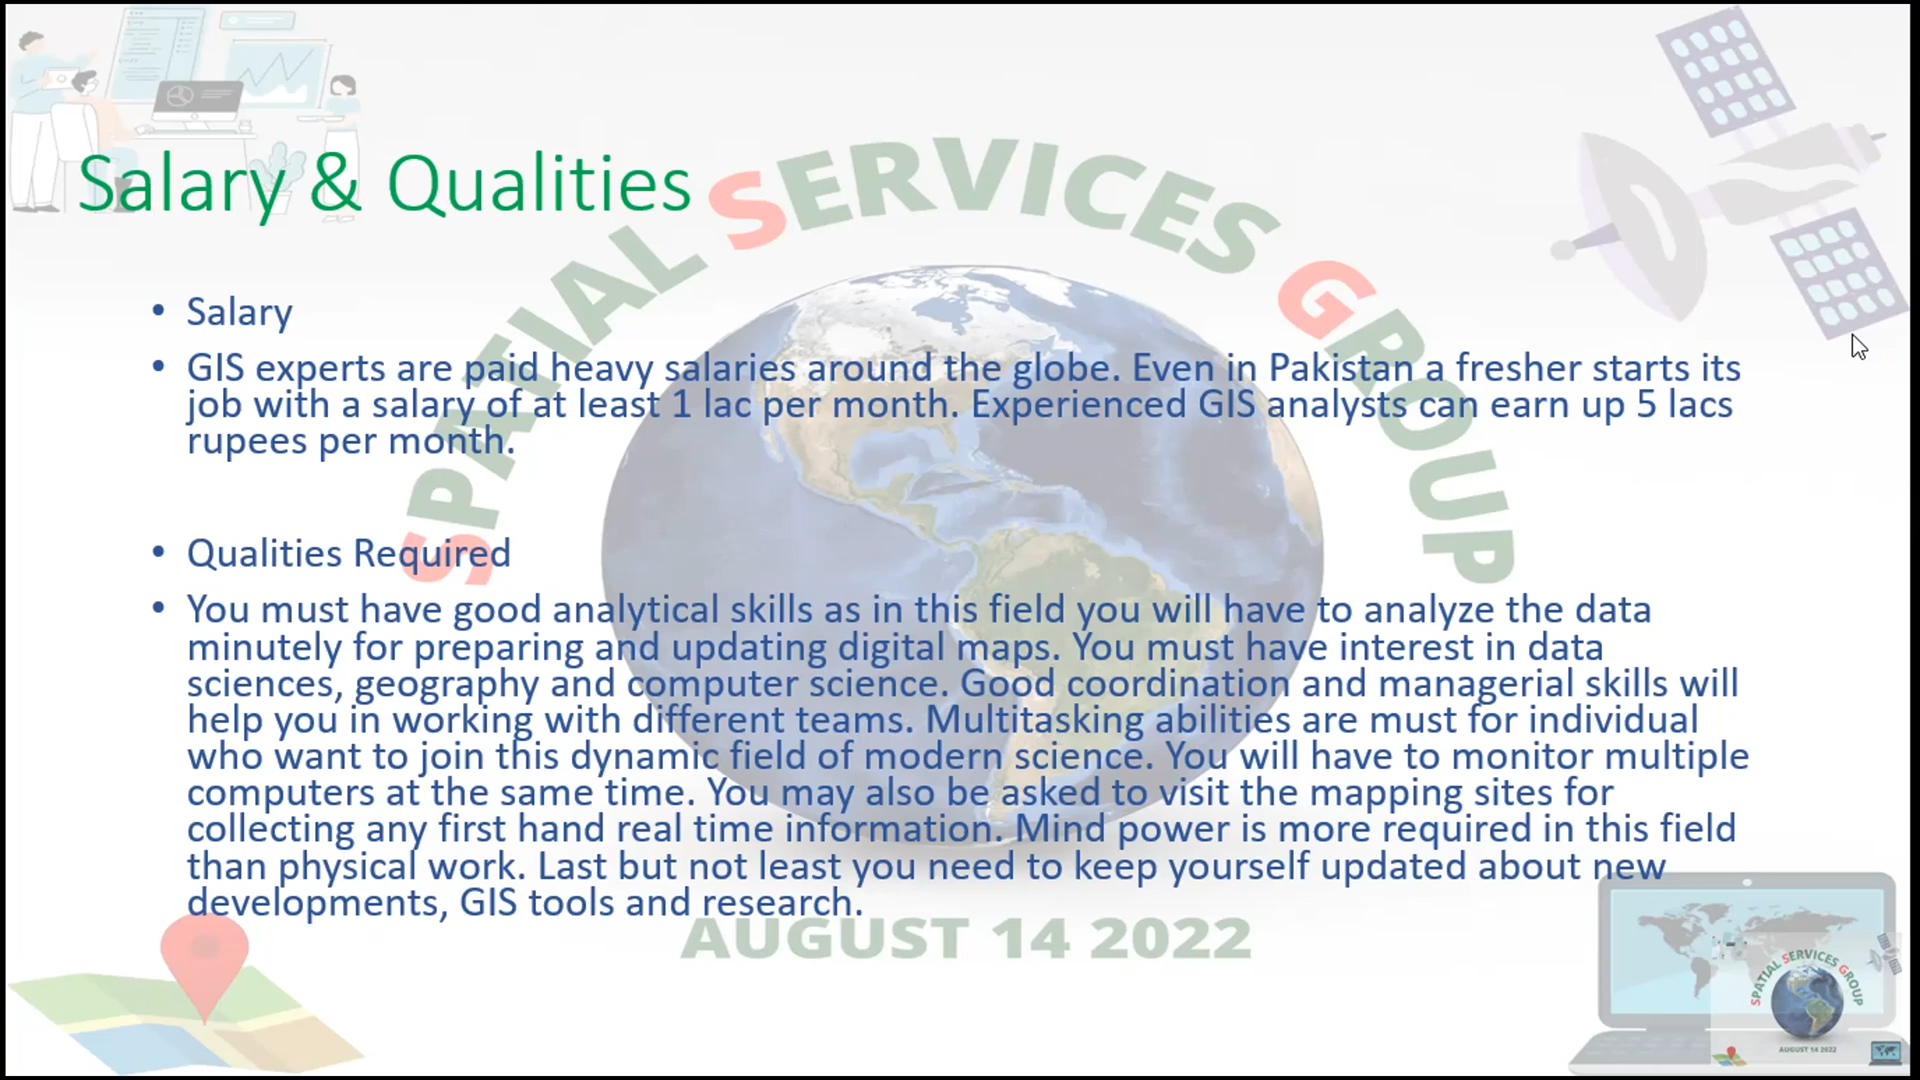 Salary & Qualities
SPATIAL SERVICES GROUP
• Salary
• GIS experts are paid heavy salaries around the globe. Even in Pakistan a fresher starts its
job with a salary of at least 1 lac per month. Experienced GIS analysts can earn up 5 lacs
rupees per month.
• Qualities Required
• You must have good analytical skills as in this field you will have to analyze the data
minutely for preparing and updating digital maps. You must have interest in data
sciences, geography and computer science. Good coordination and managerial skills will
help you in working with different teams. Multitasking abilities are must for individual
who want to join this dynamic field of modern science. You will have to monitor multiple
computers at the same time. You may also be asked to visit the mapping sites for
collecting any first hand real time information. Mind power is more required in this field
than physical work. Last but not least you need to keep yourself updated about new
developments, GIS tools and research.
AUGUST 14 2022
SPATIAL SERVICES GROUP
AUGUST 14 2022